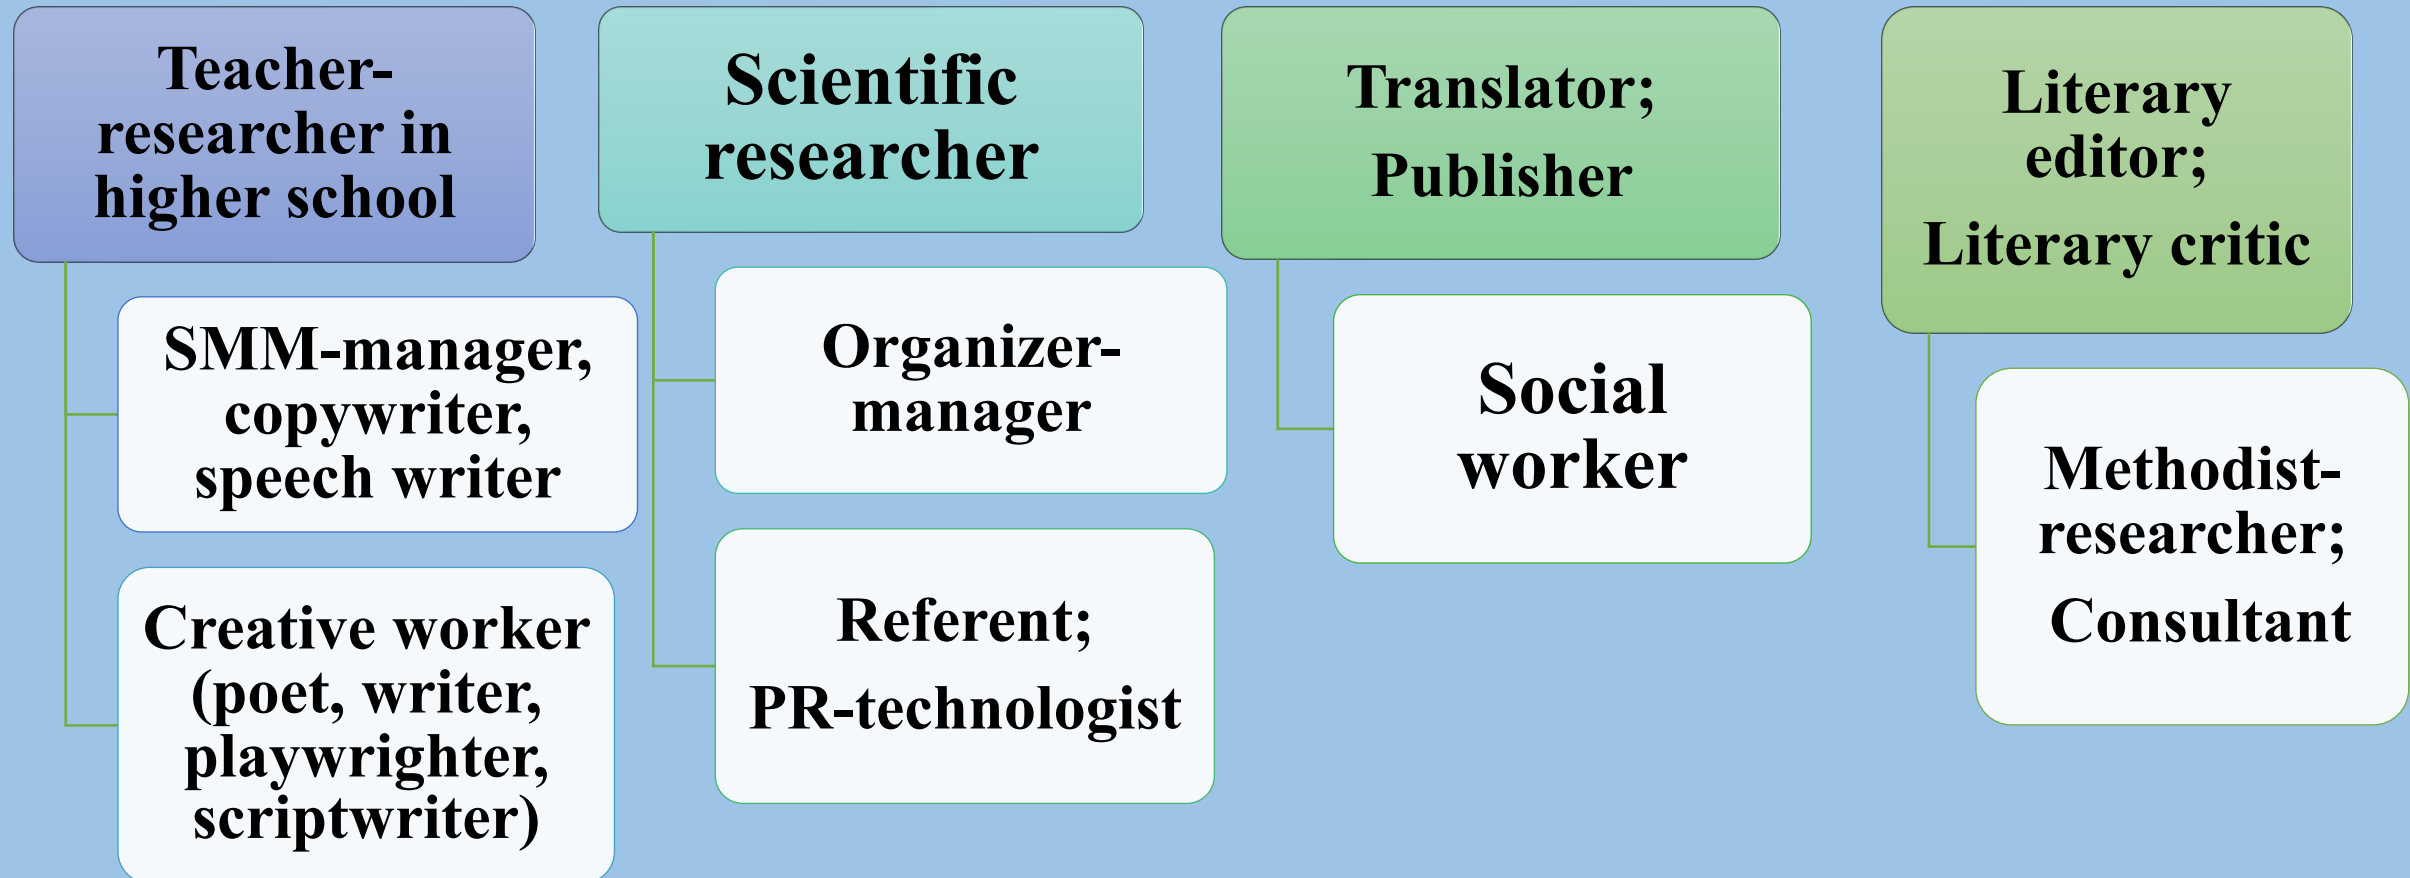 Teacher-
researcher in
higher school
SMM-manager,
copywriter,
speech writer
Creative worker
(poet, writer,
playwrighter,
scriptwriter)
Scientific
researcher
Organizer-
manager
Referent;
PR-technologist
Translator;
Publisher
Social
worker
Literary
editor;
Literary critic
Methodist-
researcher;
Consultant